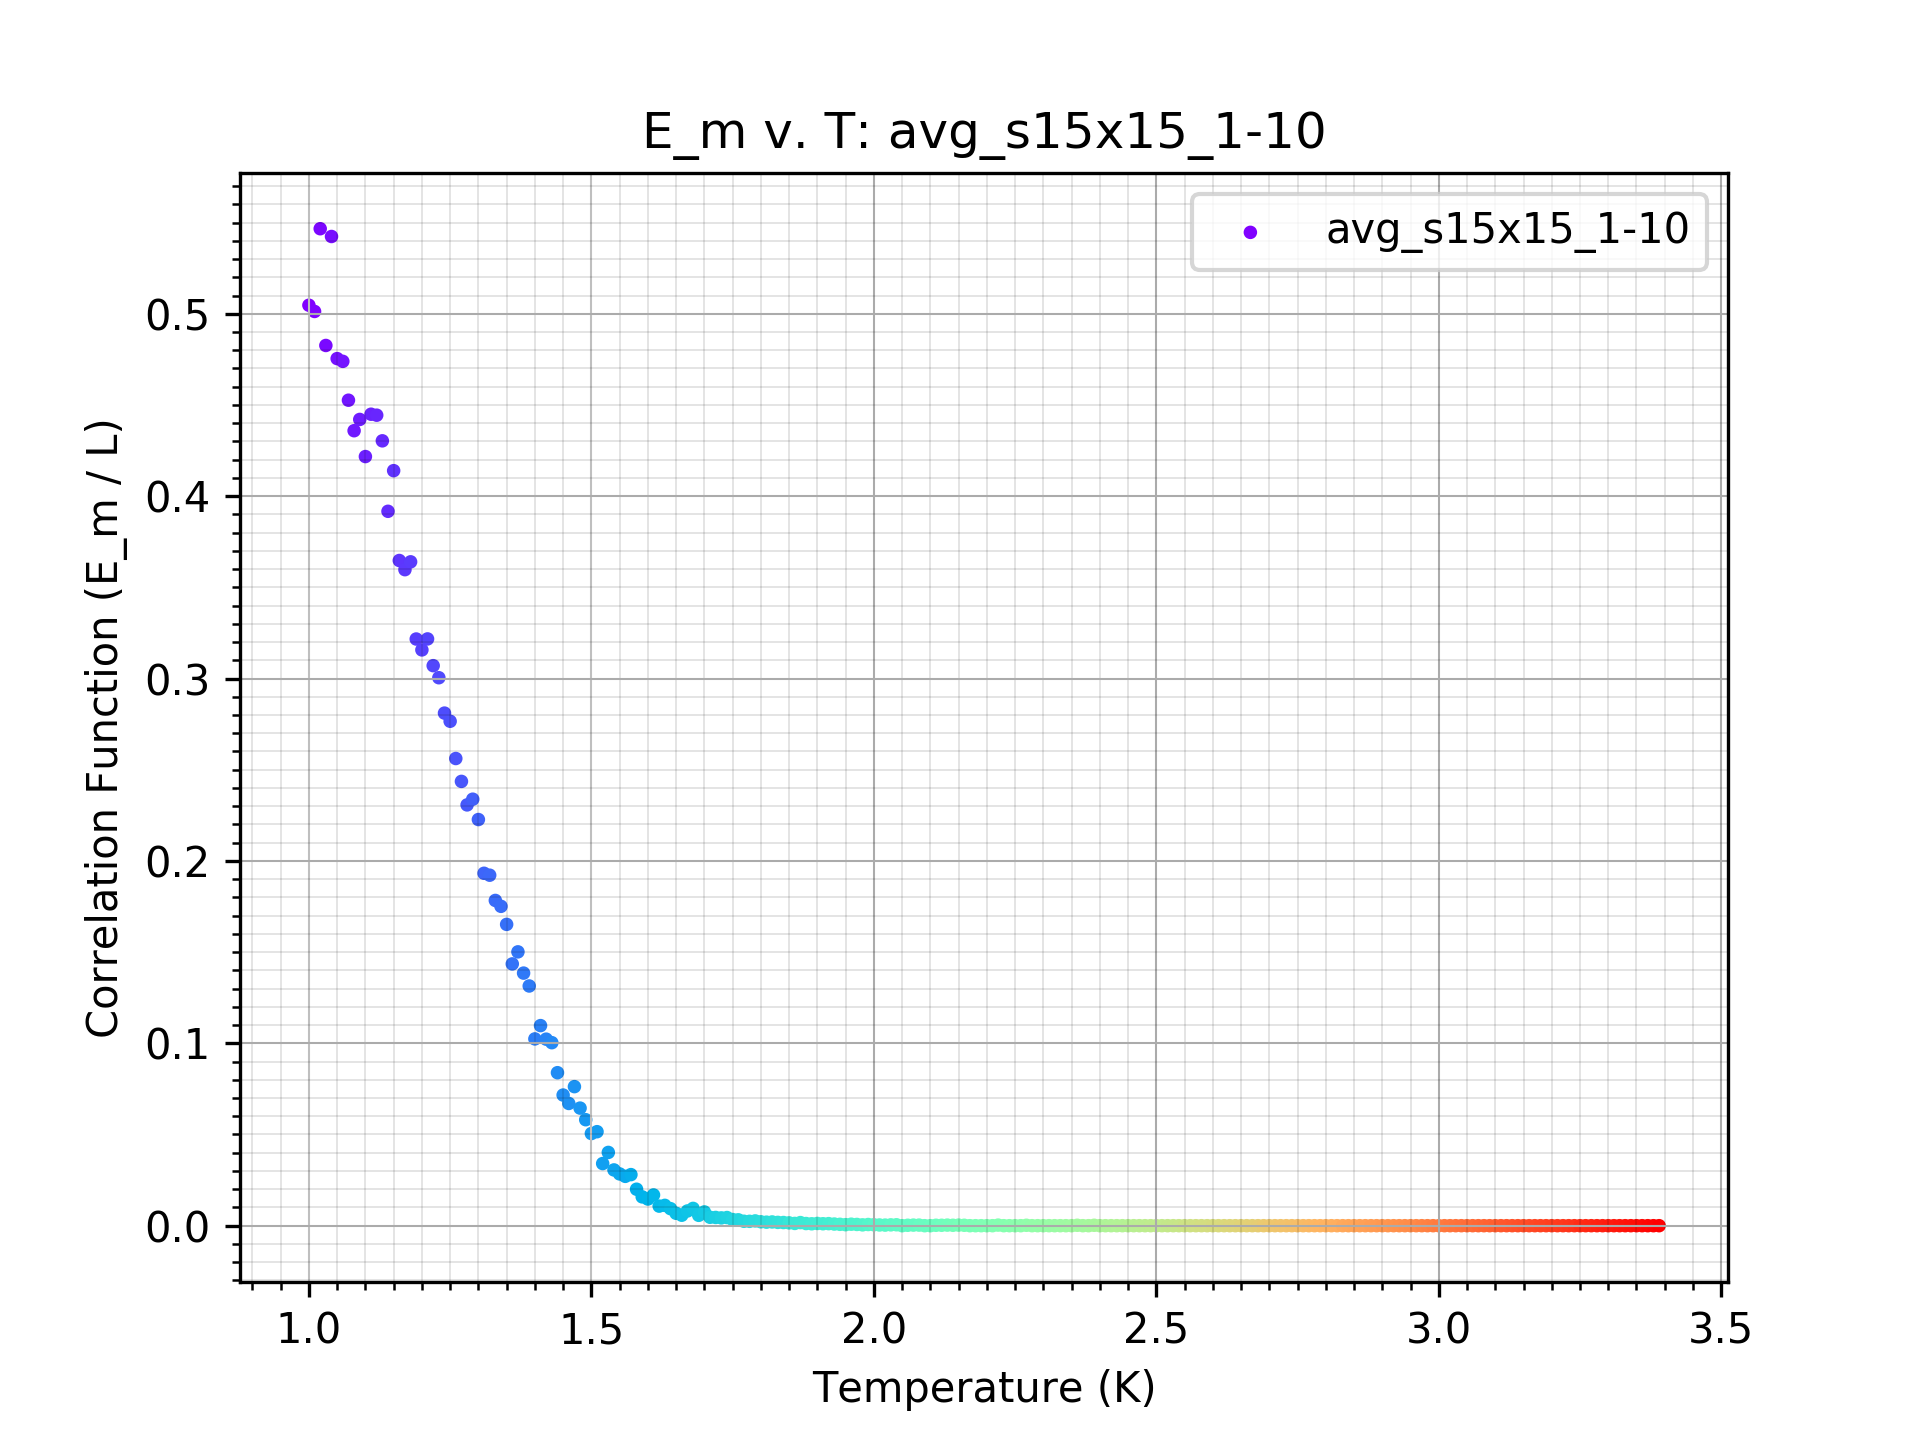 E_m v. T: avg_s15x15_1-10
avg_s15x15_1-10
Correlation Function (E_m / L)
0.5
0.4
0.3
0.2
0.1
0.0
1.0 1.5 2.0 2.5 3.0 3.5
Temperature (K)